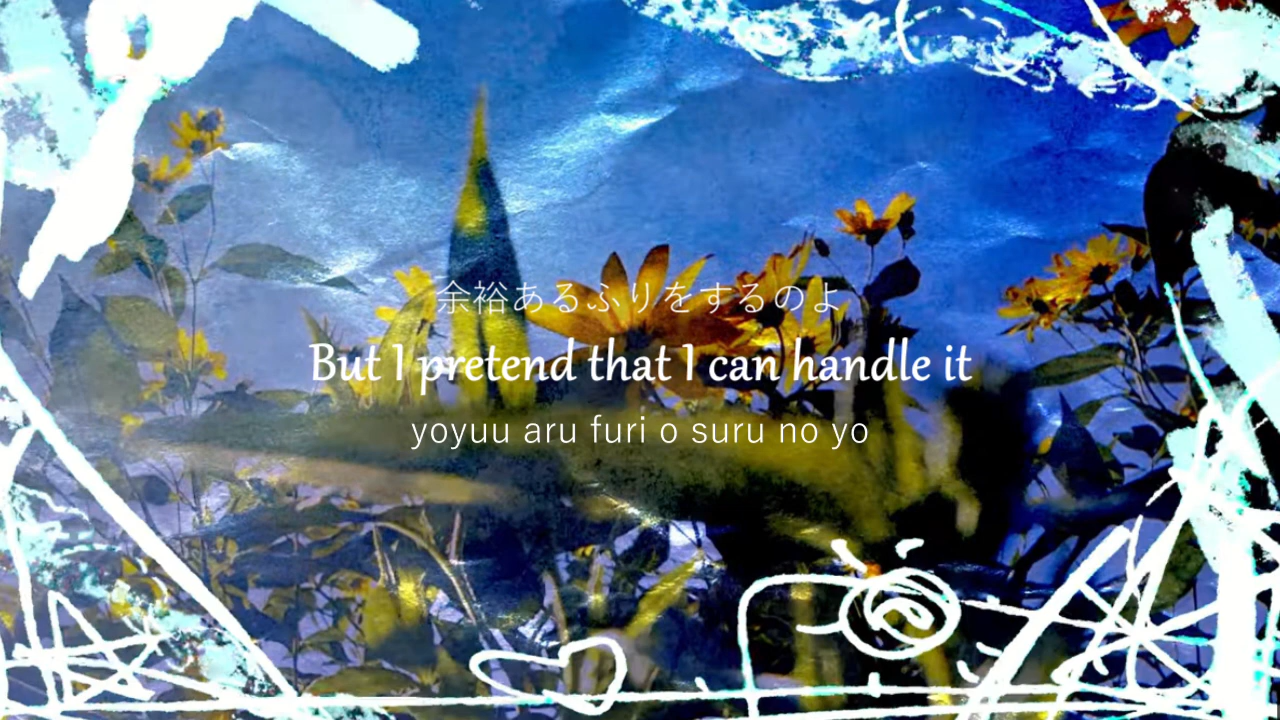 余裕あるふりをするのよ
But I pretend that I can handle it
yoyuu aru furi o suru no yo